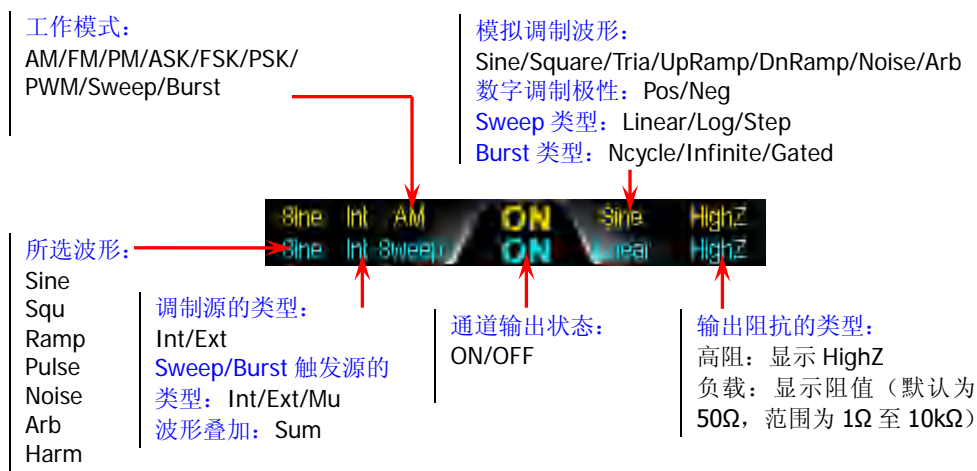 工作模式：
AM/FM/PM/ASK/FSK/PSK/
PWM/Sweep/Burst
模拟调制波形：
Sine/Square/Tria/UpRamp/DnRamp/Noise/Arb
数字调制极性：Pos/Neg
Sweep 类型：Linear/Log/Step
Burst 类型：Ncycle/Infinite/Gated
Sine Int AM ON Sine HighZ
Sine Int Sweep ON Linear HighZ
所选波形：
Sine
Squ
Ramp
Pulse
Noise
Arb
Harm
调制源的类型：
Int/Ext
Sweep/Burst 触发源的
类型：Int/Ext/Mu
波形叠加：Sum
通道输出状态：
ON/OFF
输出阻抗的类型：
高阻：显示 HighZ
负载：显示阻值（默认为
50Ω，范围为 1Ω 至 10kΩ）